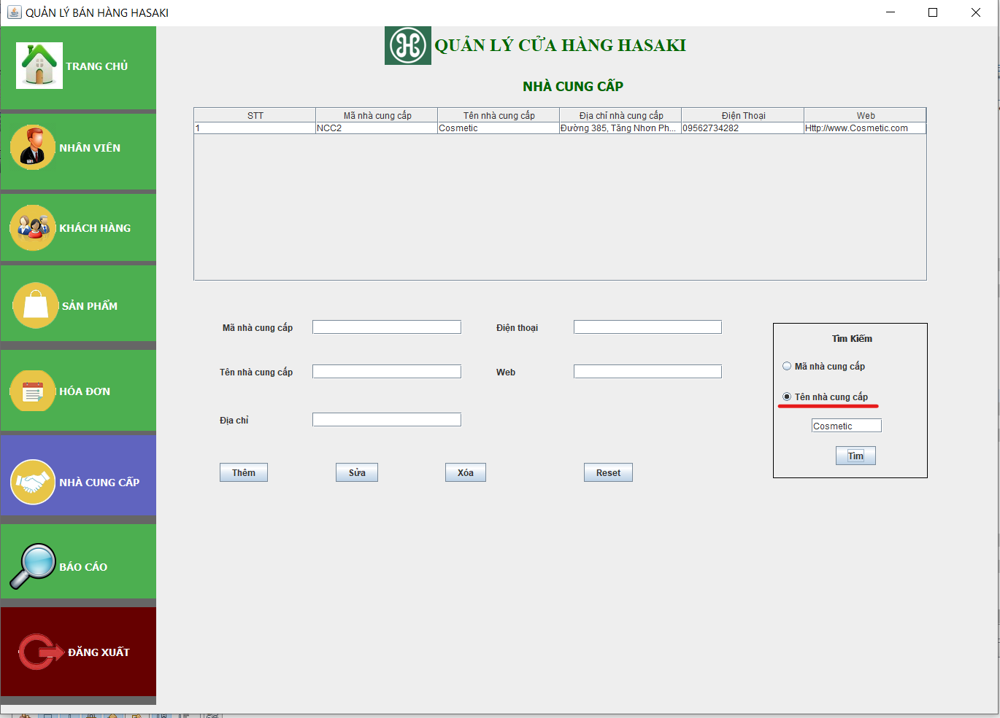 QUẢN LÝ BÁN HÀNG HASAKI
QUẢN LÝ CỬA HÀNG HASAKI
TRANG CHỦ
NHÂN VIÊN
KHÁCH HÀNG
SẢN PHẨM
HÓA ĐƠN
NHÀ CUNG CẤP
BÁO CÁO
ĐĂNG XUẤT
NHÀ CUNG CẤP
STT Mã nhà cung cấp Tên nhà cung cấp Địa chỉ nhà cung cấp Điện Thoại Web
1 NCC2 Cosmetic Đường 385, Tăng Nhơn Ph... 09562734282 Http://www.Cosmetic.com
Mã nhà cung cấp Điện thoại
Tên nhà cung cấp Web
Địa chỉ
Thêm Sửa Xóa Reset
Tìm Kiếm
Mã nhà cung cấp
Tên nhà cung cấp
Cosmetic
Tìm